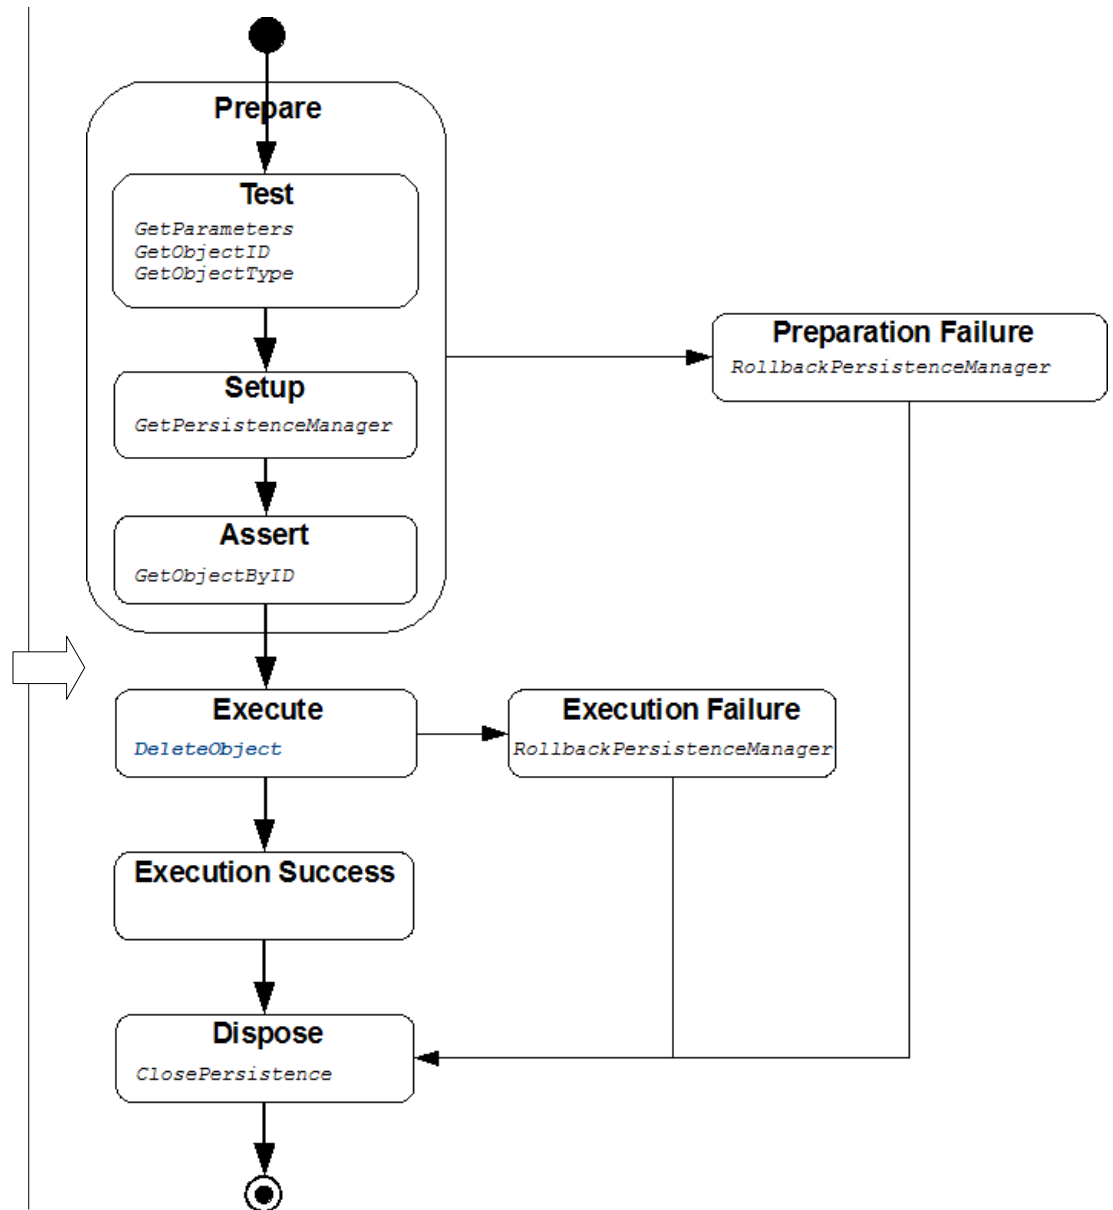 Prepare
Test
GetParameters
GetObjectID
GetObjectType
Setup
GetPersistenceManager
Assert
GetObjectByID
Preparation Failure
RollbackPersistenceManager
Execute
DeleteObject
Execution Failure
RollbackPersistenceManager
Execution Success
Dispose
ClosePersistence